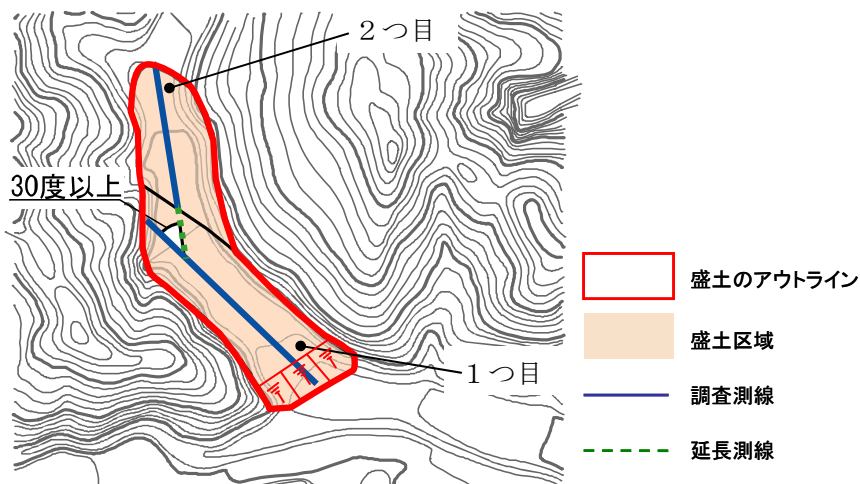 2つ目
30度以上
1つ目
盛土のアウトライン
盛土区域
調査測線
延長測線